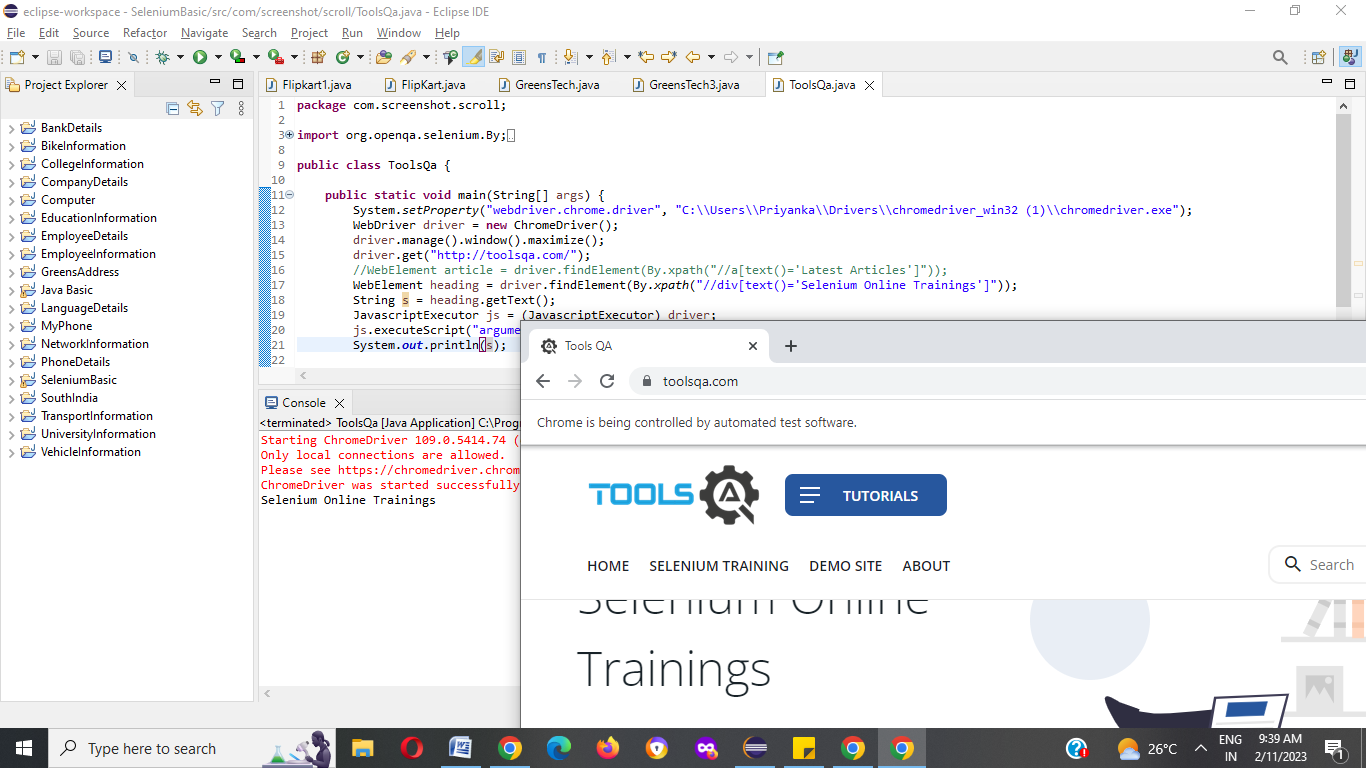 eclipse-workspace - SeleniumBasic/src/com/screenshot/scroll/ToolsQa.java - Eclipse IDE
File Edit Source Refactor Navigate Search Project Run Window Help
Project Explorer
BankDetails
BikeInformation
CollegeInformation
CompanyDetails
Computer
EducationInformation
EmployeeDetails
EmployeeInformation
GreensAddress
Java Basic
LanguageDetails
MyPhone
NetworkInformation
PhoneDetails
SeleniumBasic
SouthIndia
TransportInformation
UniversityInformation
VehicleInformation
Flipkart1.java FlipKart.java GreensTech.java GreensTech3.java ToolsQa.java
1 package com.screenshot.scroll;
2
3 import org.openqa.selenium.By;
8
9 public class ToolsQa {
10
11 public static void main(String[] args) {
12 System.setProperty("webdriver.chrome.driver", "C:\\Users\\Priyanka\\Drivers\\chromedriver_win32 (1)\\chromedriver.exe");
13 WebDriver driver = new ChromeDriver();
14 driver.manage().window().maximize();
15 driver.get("http://toolsqa.com/");
16 //WebElement article = driver.findElement(By.xpath("//a[text()='Latest Articles']"));
17 WebElement heading = driver.findElement(By.xpath("//div[text()='Selenium Online Trainings']"));
18 String s = heading.getText();
19 JavascriptExecutor js = (JavascriptExecutor) driver;
20 js.executeScript("argume
21 System.out.println(s);
22
Console
<terminated> ToolsQa [Java Application] C:\Progr
Starting ChromeDriver 109.0.5414.74 (
Only local connections are allowed.
Please see https://chromedriver.chrom
ChromeDriver was started successfully
Selenium Online Trainings
Tools QA
toolsqa.com
Chrome is being controlled by automated test software.
TOOLS QA
TUTORIALS
HOME SELENIUM TRAINING DEMO SITE ABOUT
Search
Selenium Online
Trainings
Type here to search
26°C
ENG
IN
9:39 AM
2/11/2023
1